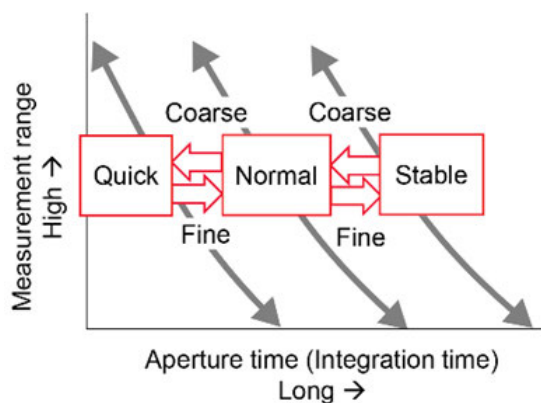 Measurement range
High →
Coarse
Coarse
Quick
Normal
Stable
Fine
Fine
Aperture time (Integration time)
Long →